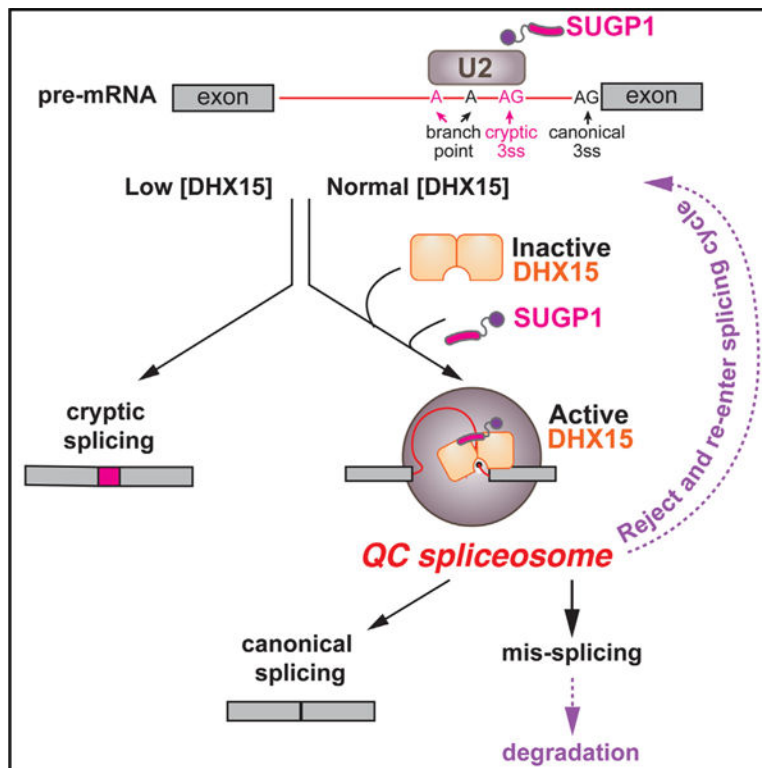 SUGP1
U2
pre-mRNA exon A A AG AG exon
branch point
cryptic 3ss
canonical 3ss
Low [DHX15] Normal [DHX15]
Inactive
DHX15
SUGP1
cryptic
splicing
Active
DHX15
Reject and re-enter splicing cycle
QC spliceosome
canonical
splicing
mis-splicing
degradation